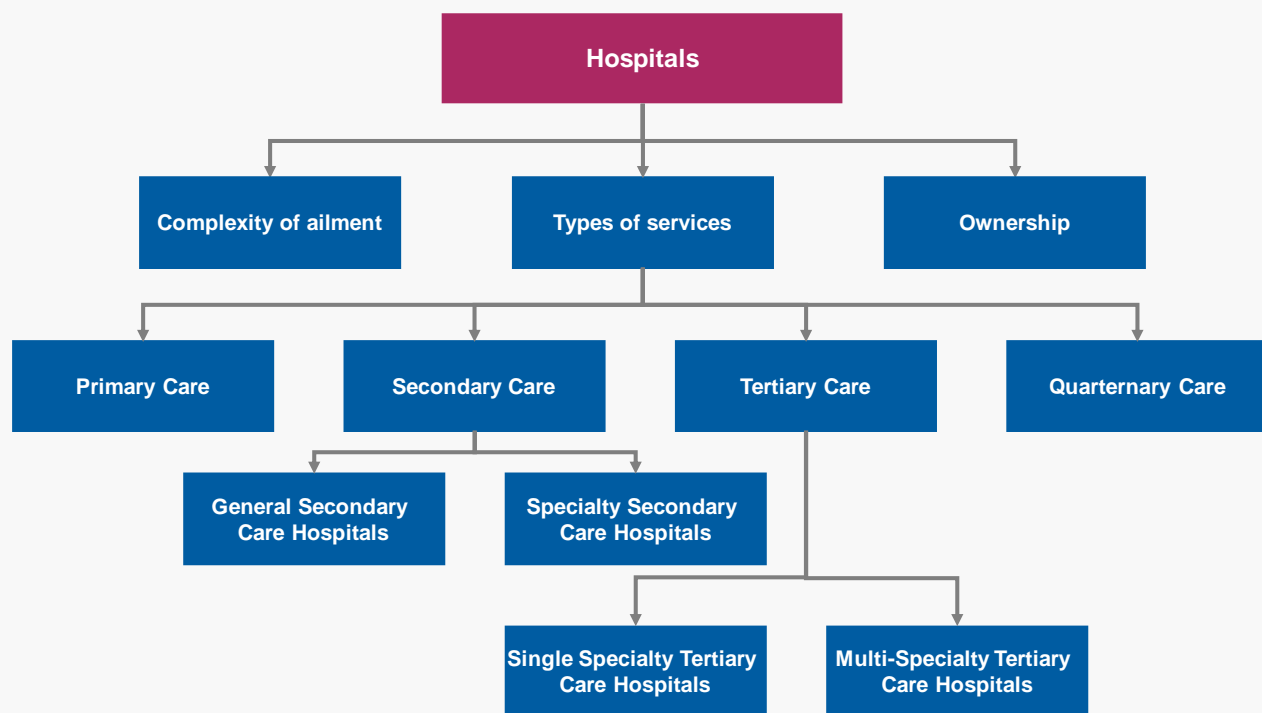 Hospitals
Complexity of ailment
Types of services
Ownership
Primary Care
Secondary Care
Tertiary Care
Quarternary Care
General Secondary
Care Hospitals
Specialty Secondary
Care Hospitals
Single Specialty Tertiary
Care Hospitals
Multi-Specialty Tertiary
Care Hospitals